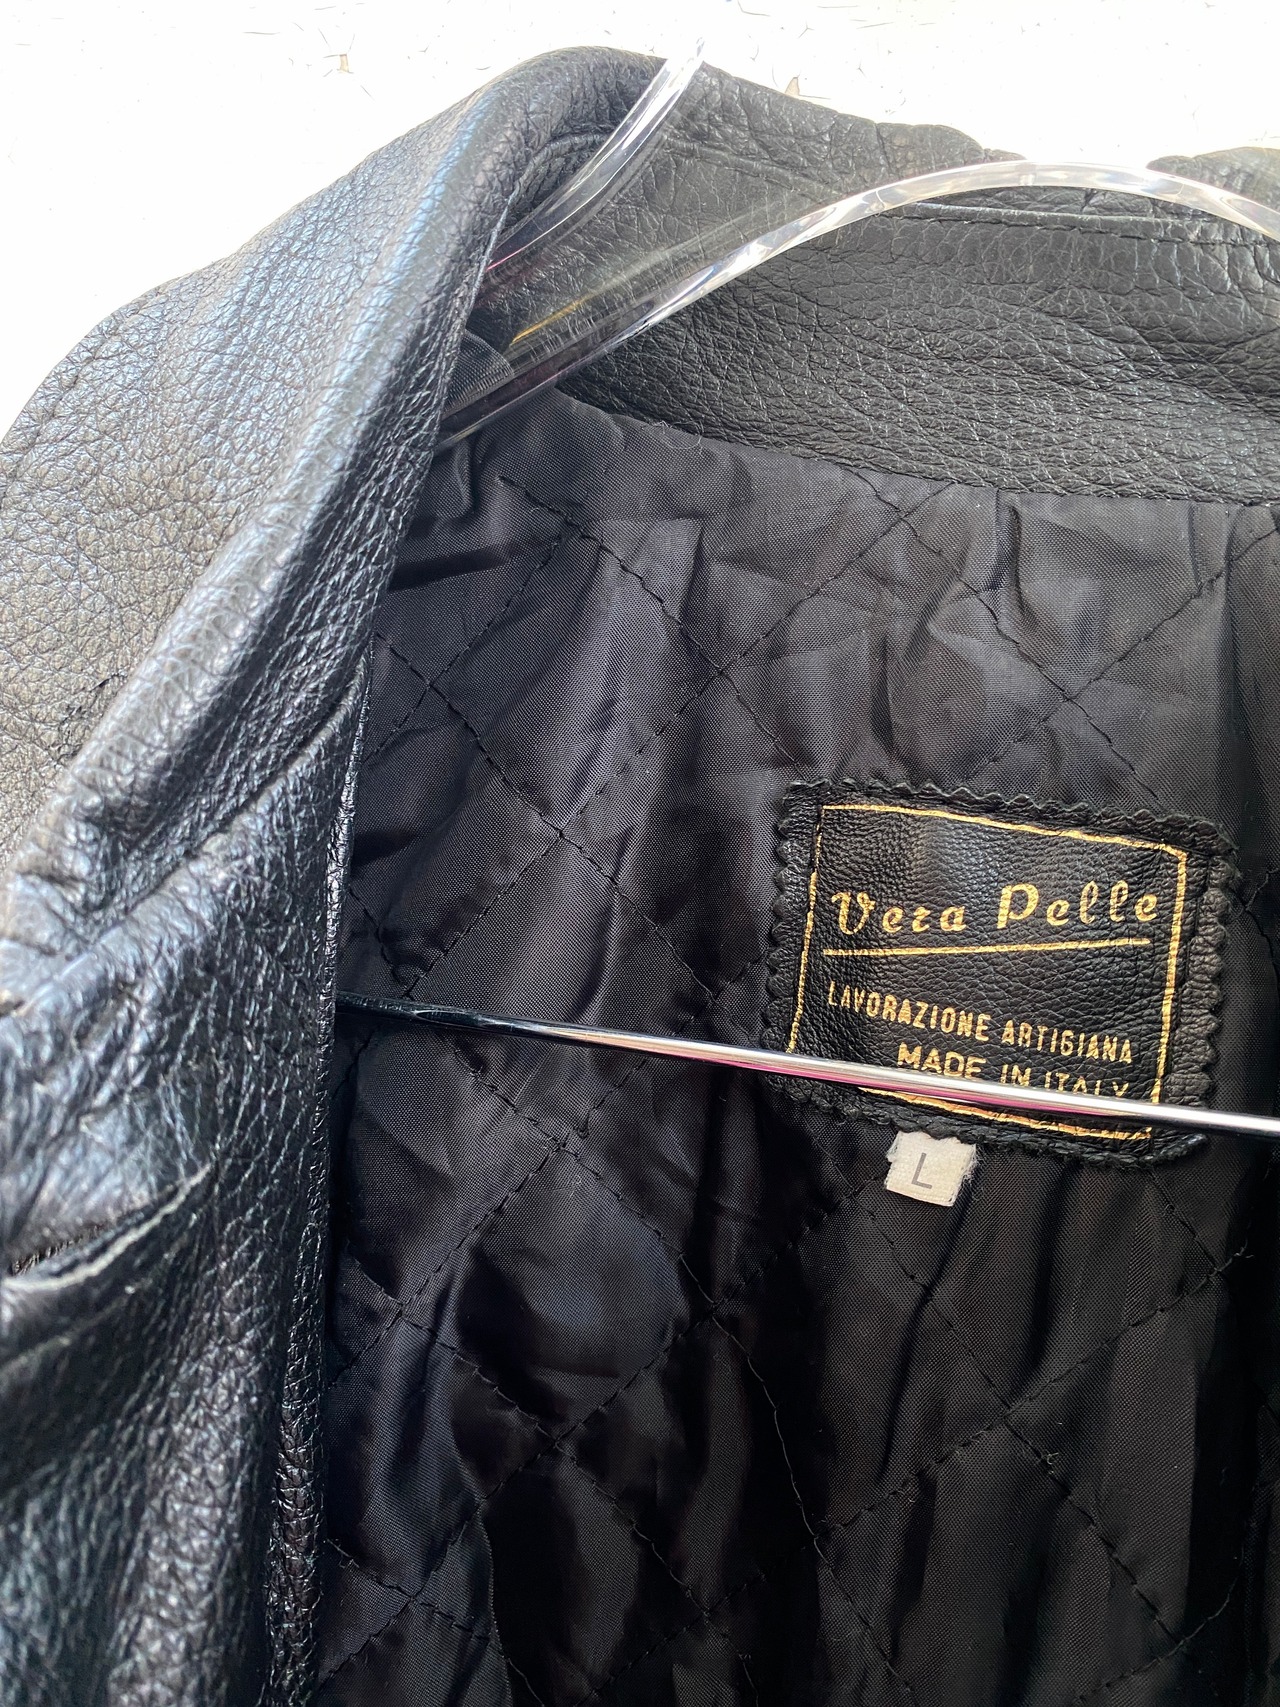 Vera Pelle
LAVORAZIONE ARTIGIANA
MADE IN ITALY
L